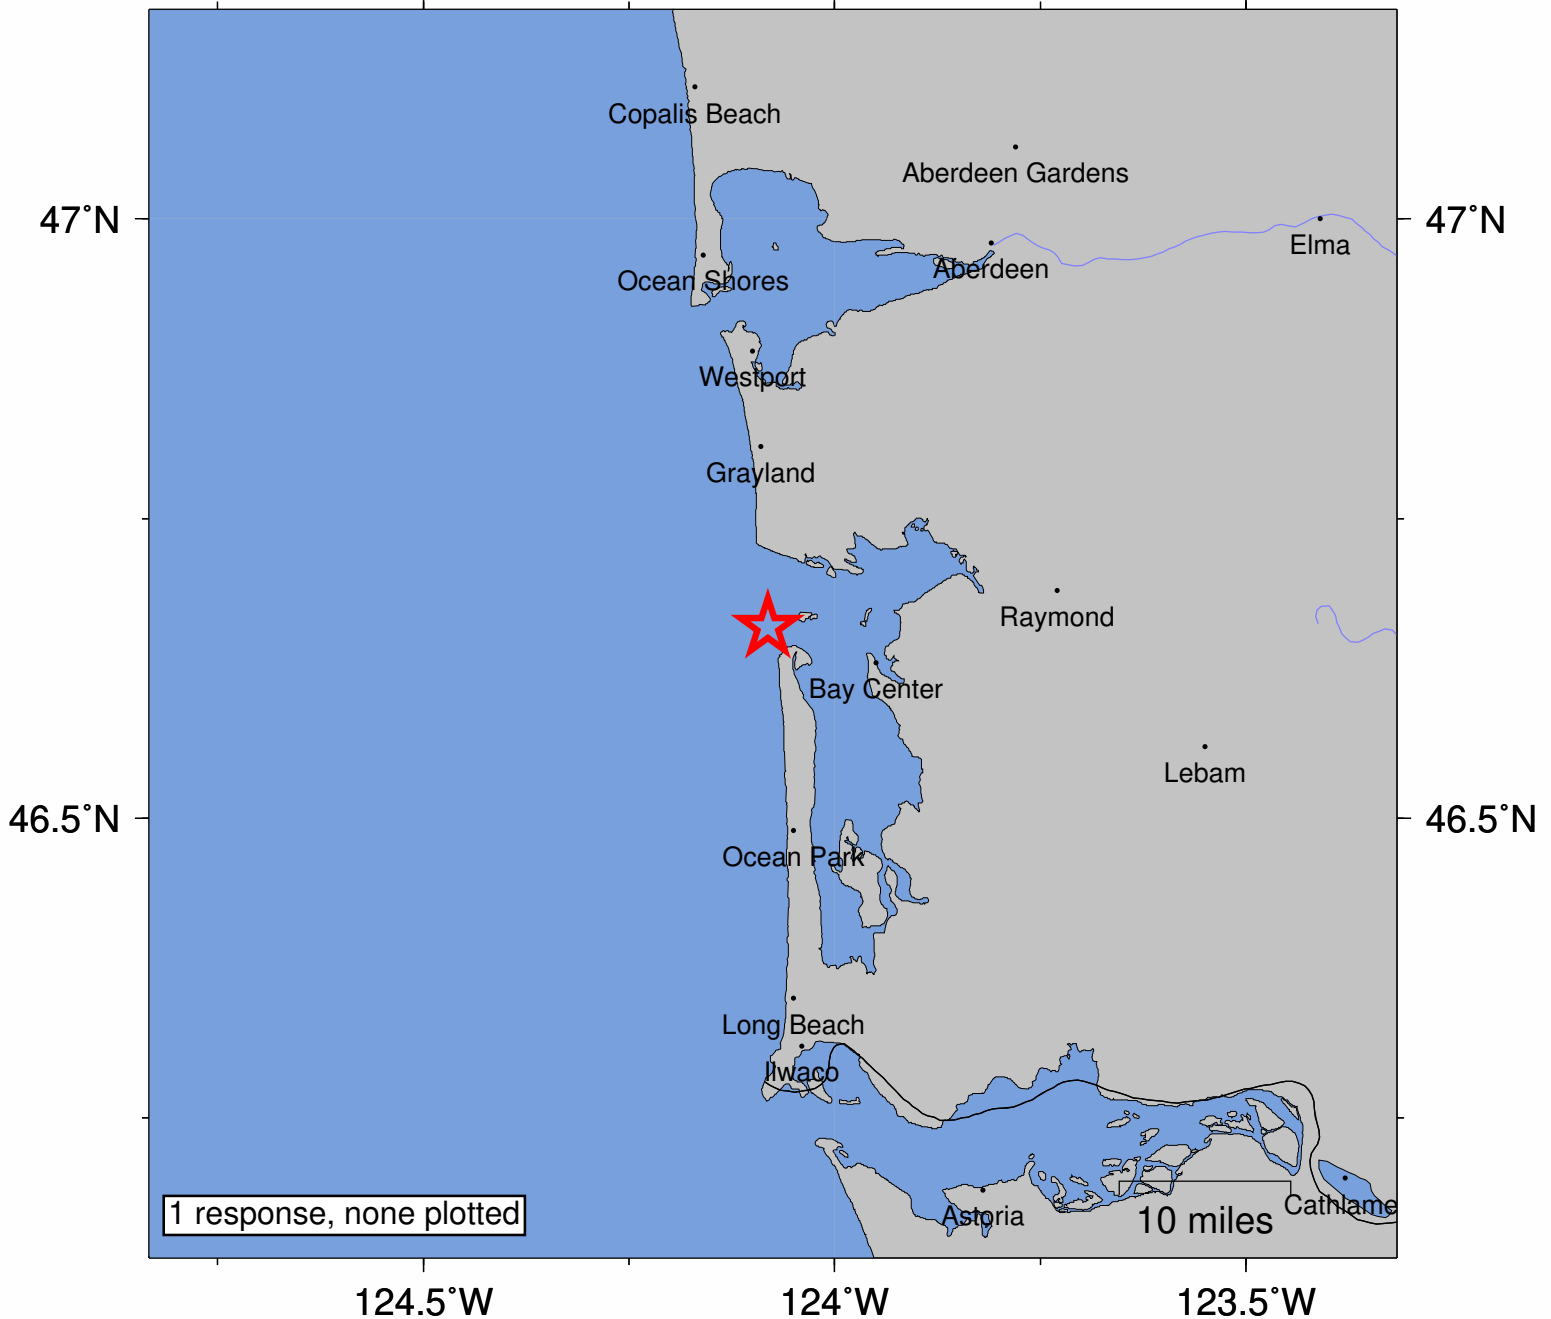 Copalis Beach
Aberdeen Gardens
47°N
47°N
Elma
Aberdeen
Ocean Shores
Westport
Grayland
Raymond
Bay Center
Lebam
46.5°N
46.5°N
Ocean Park
Long Beach
Ilwaco
Cathlame
1 response, none plotted
Astoria
10 miles
124.5°W
124°W
123.5°W